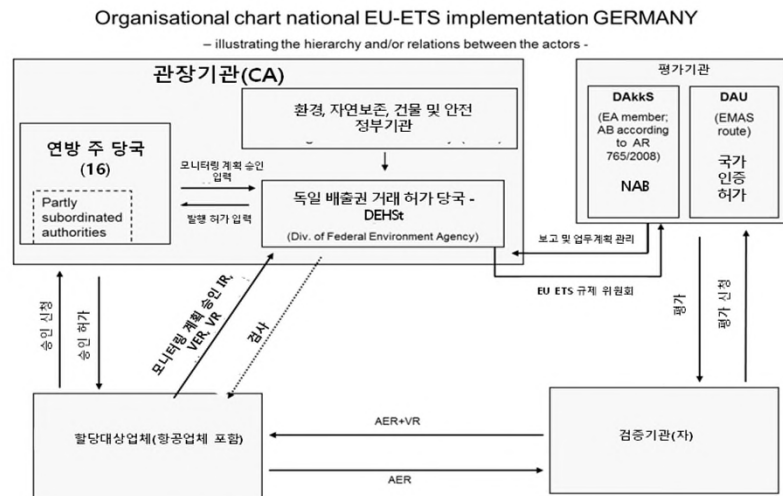 Organisational chart national EU-ETS implementation GERMANY
– illustrating the hierarchy and/or relations between the actors -
관장기관(CA)
환경, 자연보존, 건물 및 안전
정부기관
연방 주 당국
(16)
Partly
subordinated
authorities
모니터링 계획 승인
입력
발행 허가 입력
독일 배출권 거래 허가 당국 -
DEHSt
(Div. of Federal Environment Agency)
평가기관
DAkkS
(EA member;
AB according
to AR
765/2008)
NAB
DAU
(EMAS
route)
국가
인증
허가
보고 및 업무계획 관리
EU ETS 규제 위원회
승인 신청
승인 허가
모니터링 계획 승인 IR,
VER, VR
검사
평가
평가 신청
할당대상업체(항공업체 포함)
AER+VR
AER
검증기관(자)